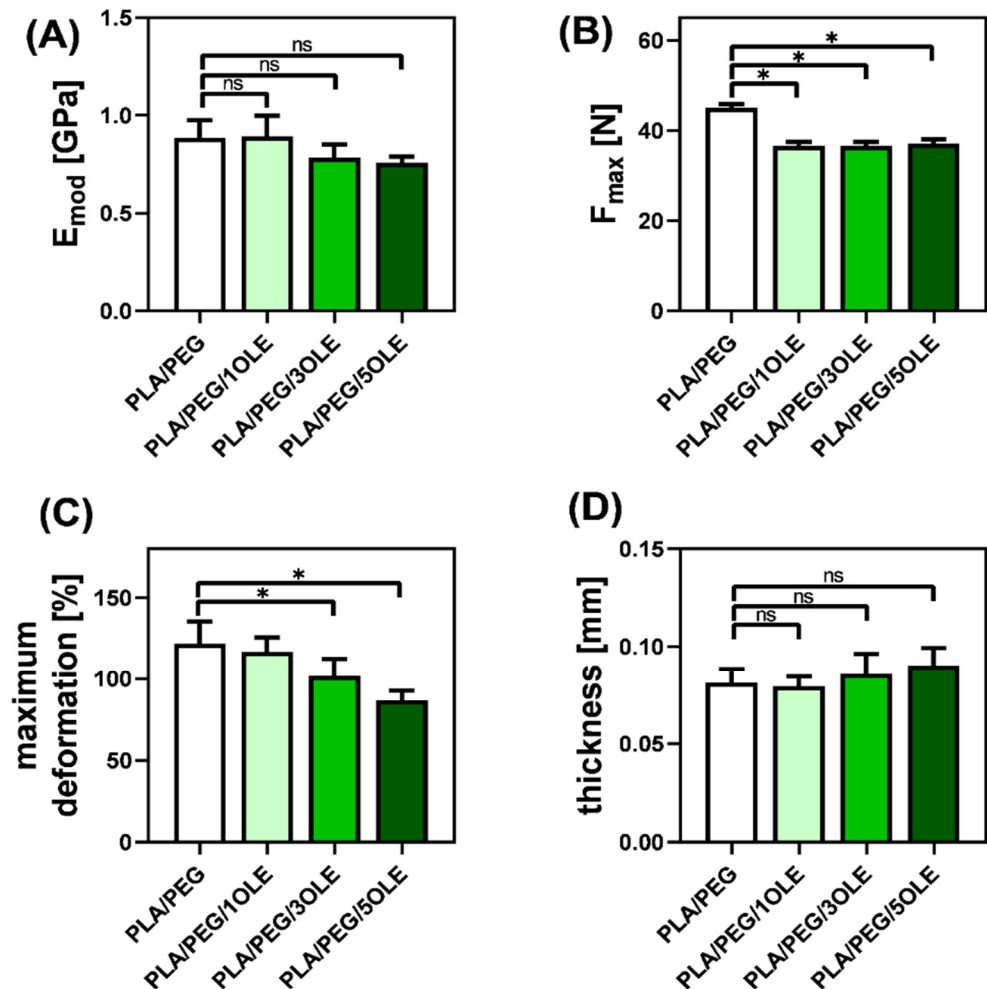 (A)
E_mod [GPa]
1.5
1.0
0.5
0.0
ns
ns
ns
PLA/PEG
PLA/PEG/1OLE
PLA/PEG/3OLE
PLA/PEG/5OLE
(B)
F_max [N]
60
40
20
0
*
*
*
PLA/PEG
PLA/PEG/1OLE
PLA/PEG/3OLE
PLA/PEG/5OLE
(C)
maximum
deformation [%]
150
100
50
0
*
*
PLA/PEG
PLA/PEG/1OLE
PLA/PEG/3OLE
PLA/PEG/5OLE
(D)
thickness [mm]
0.15
0.10
0.05
0.00
ns
ns
ns
PLA/PEG
PLA/PEG/1OLE
PLA/PEG/3OLE
PLA/PEG/5OLE